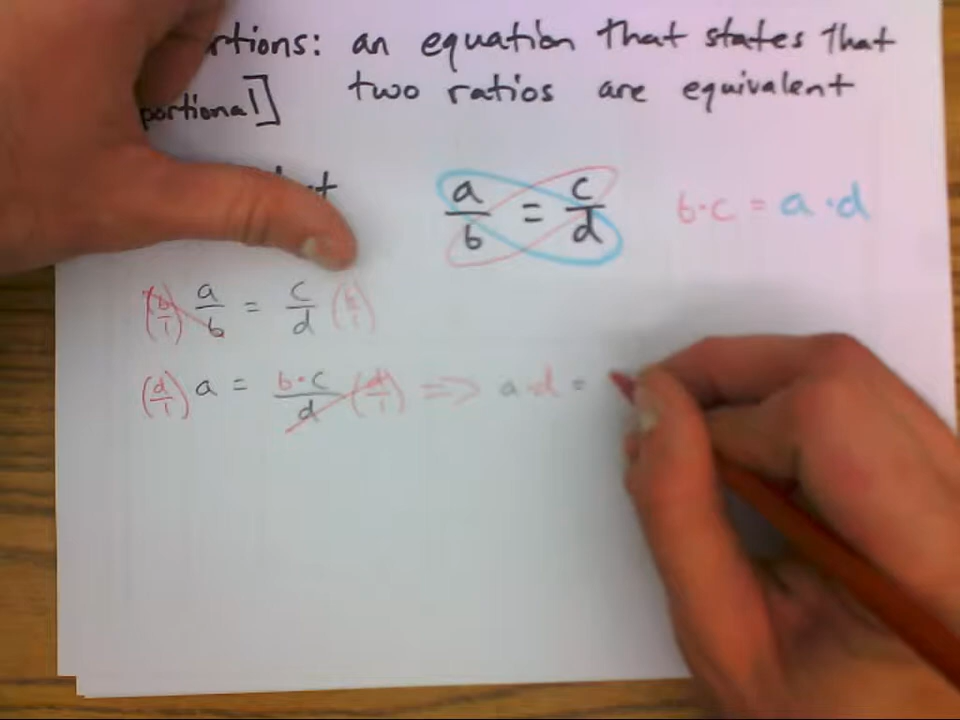 rtions: an equation that states that
portional] two ratios are equivalent
a/b = c/d b·c = a·d
(b/1) a/b = c/d (b/1)
(d/1) a = b·c/d (d/1) => a·d =